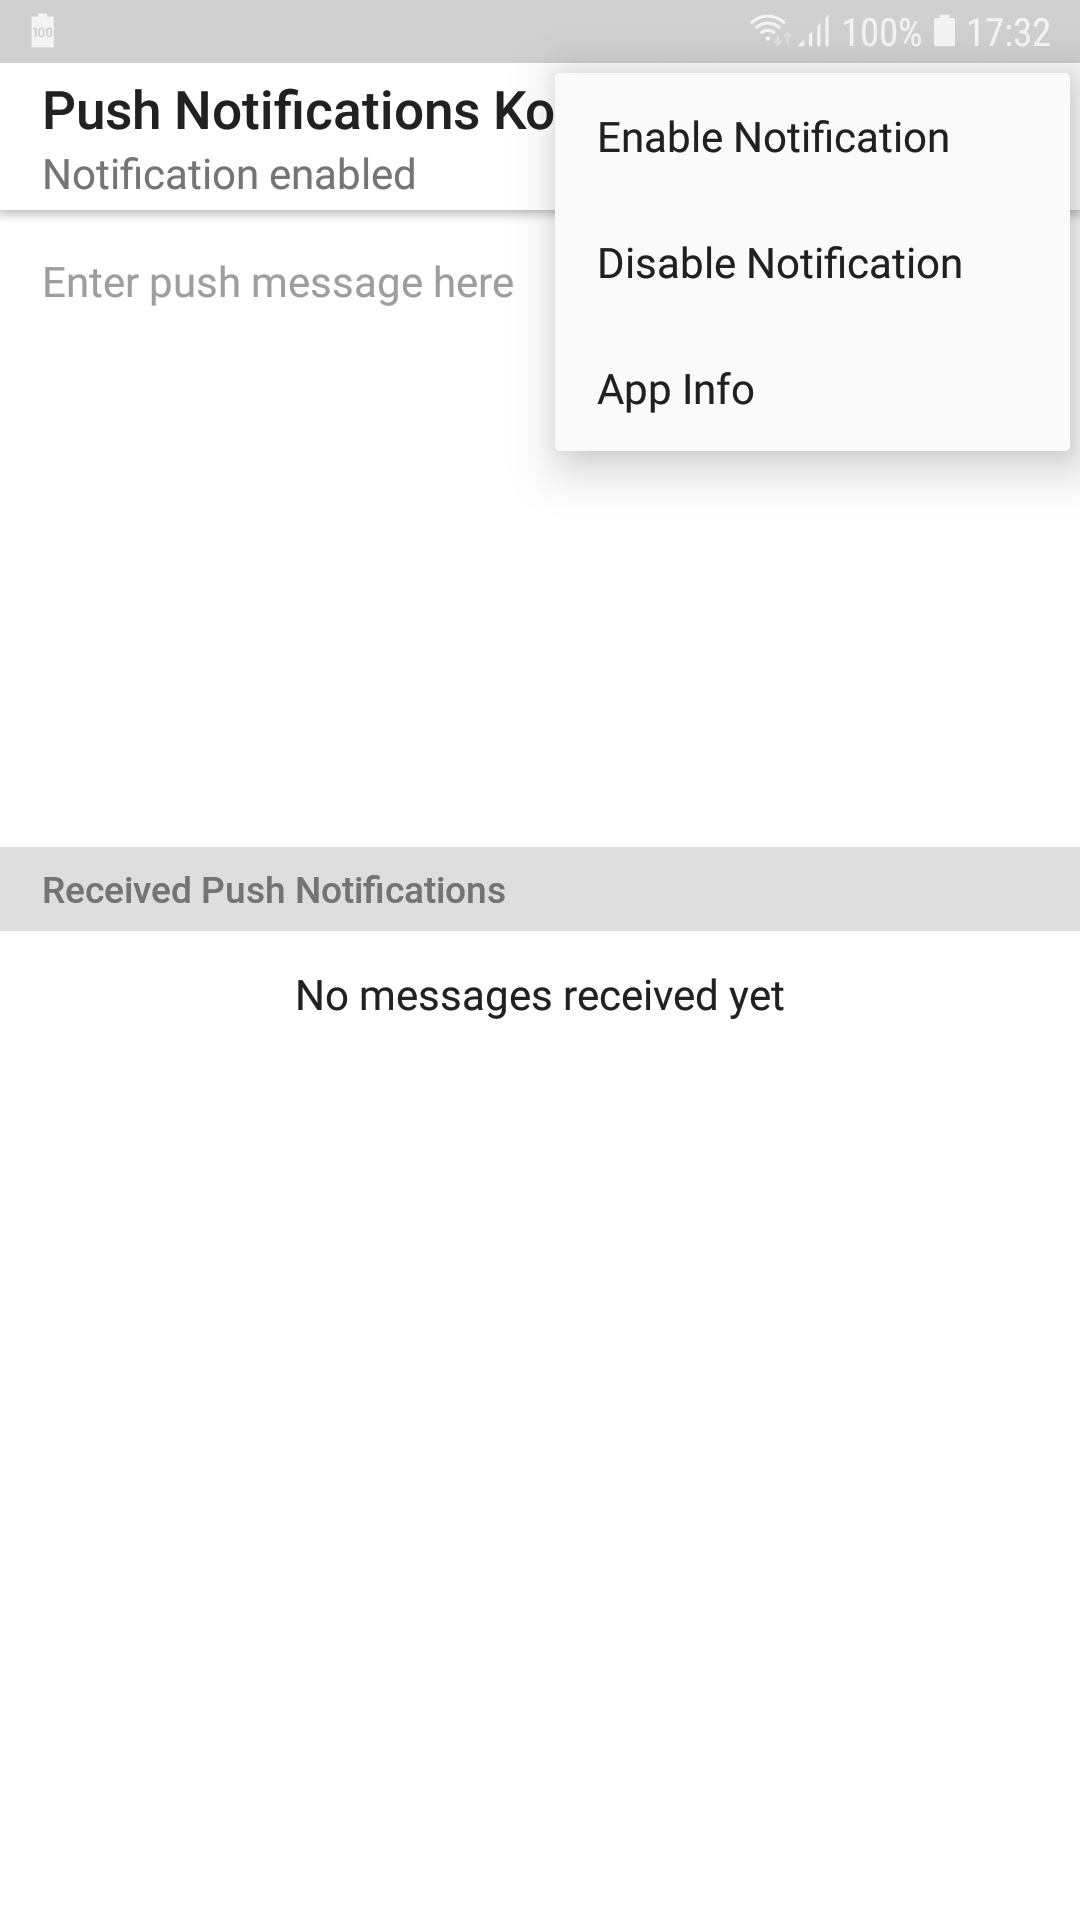 100
100%
17:32
Push Notifications Ko
Notification enabled
Enable Notification
Disable Notification
App Info
Enter push message here
Received Push Notifications
No messages received yet